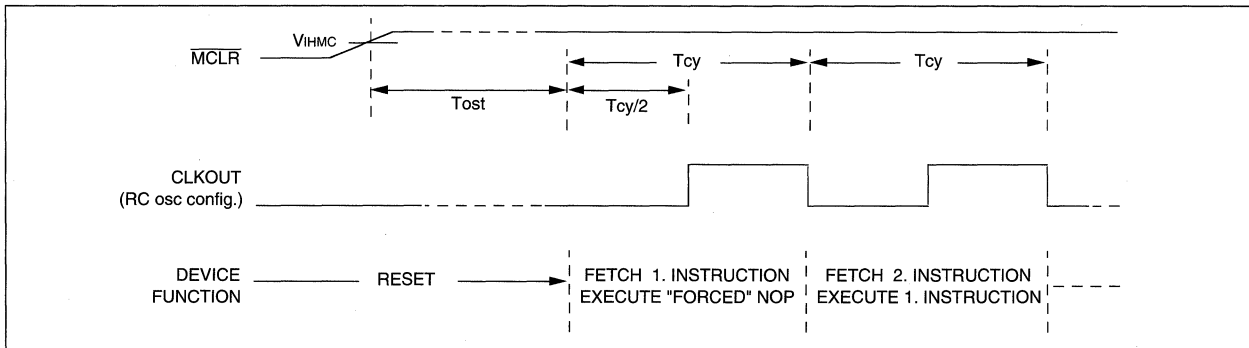 VIHMC
MCLR
Tcy
Tcy
Tost
Tcy/2
CLKOUT
(RC osc config.)
DEVICE
FUNCTION
RESET
FETCH 1. INSTRUCTION
EXECUTE "FORCED" NOP
FETCH 2. INSTRUCTION
EXECUTE 1. INSTRUCTION